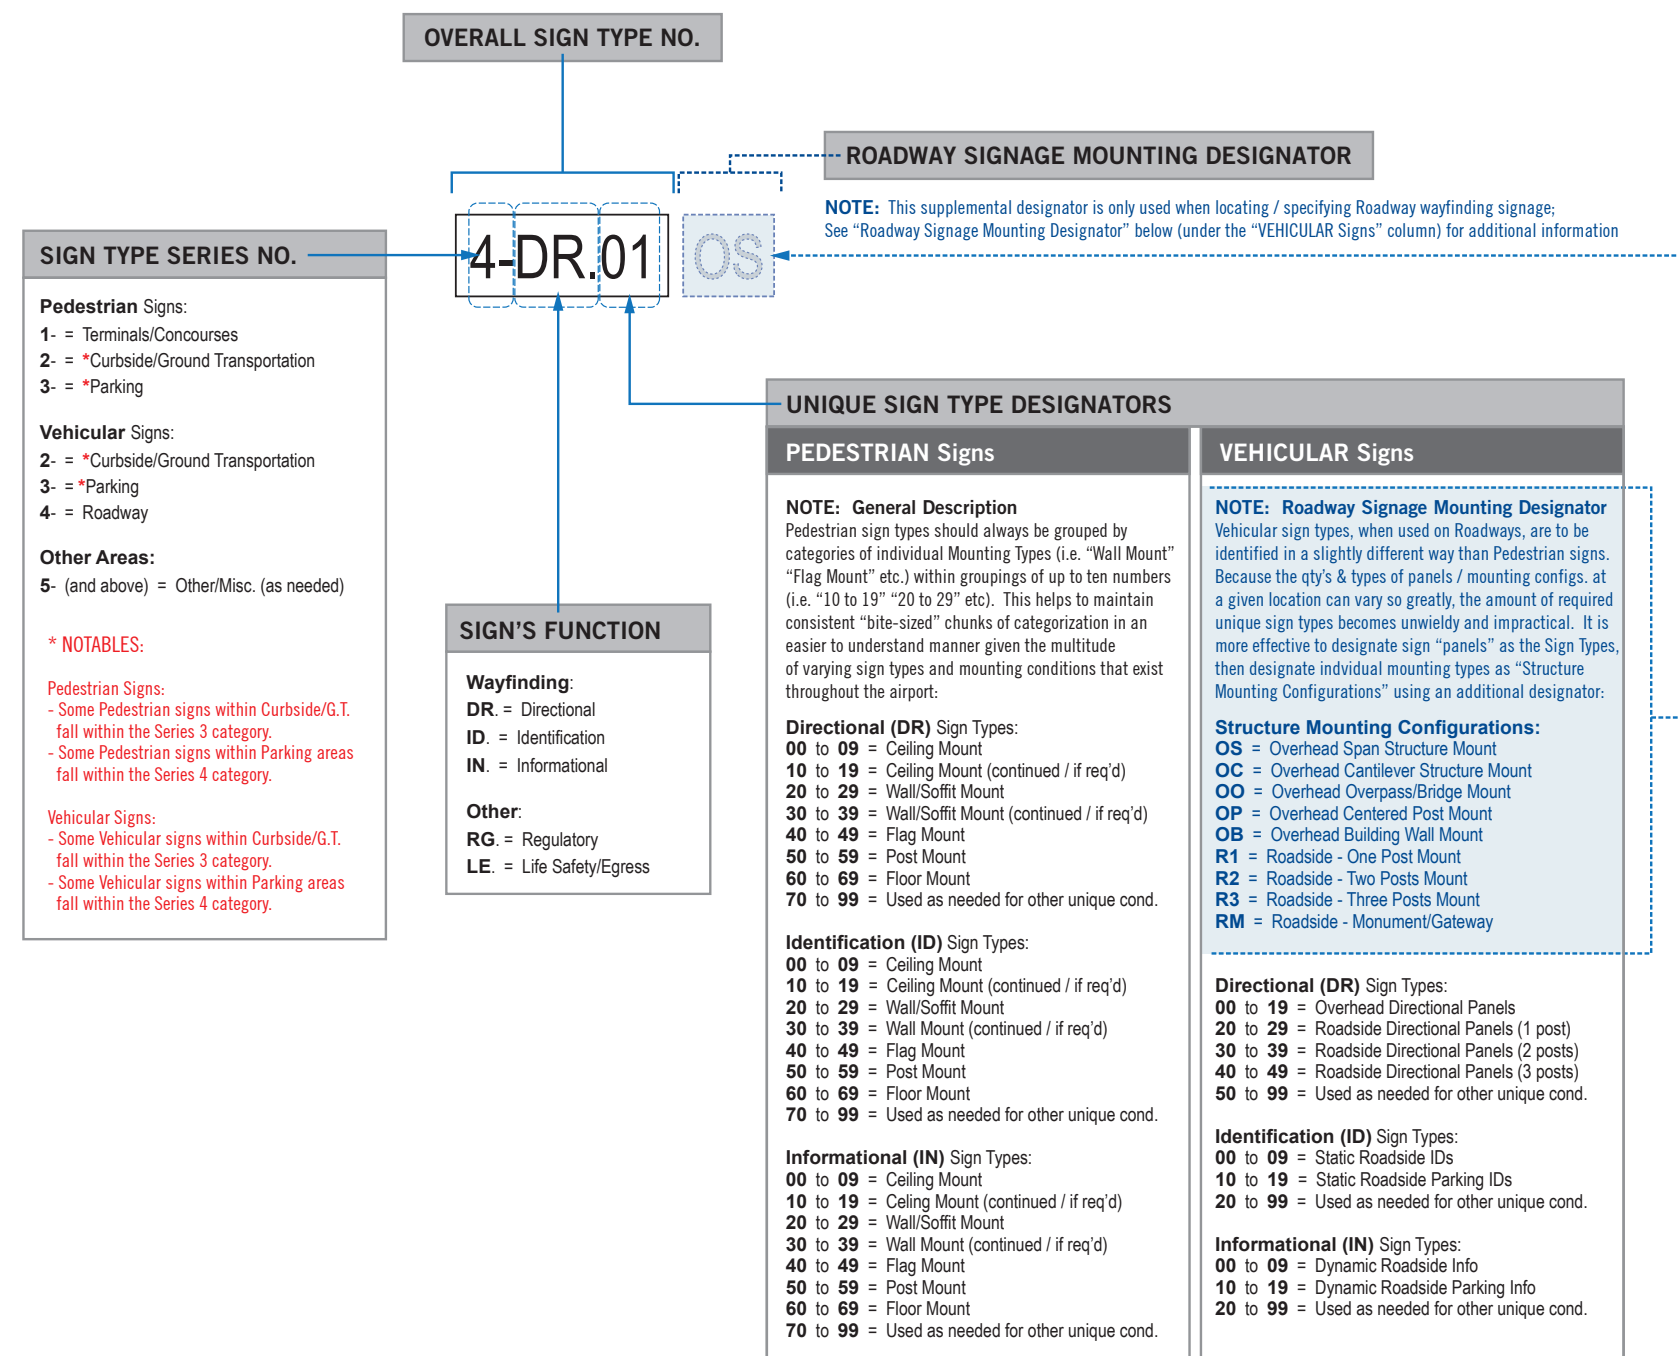 OVERALL SIGN TYPE NO.
ROADWAY SIGNAGE MOUNTING DESIGNATOR
NOTE: This supplemental designator is only used when locating / specifying Roadway wayfinding signage;
See “Roadway Signage Mounting Designator” below (under the “VEHICULAR Signs” column) for additional information
4-DR.01 OS
SIGN TYPE SERIES NO.
Pedestrian Signs:
1- = Terminals/Concourses
2- = *Curbside/Ground Transportation
3- = *Parking
Vehicular Signs:
2- = *Curbside/Ground Transportation
3- = *Parking
4- = Roadway
Other Areas:
5- (and above) = Other/Misc. (as needed)
* NOTABLES:
Pedestrian Signs:
- Some Pedestrian signs within Curbside/G.T.
fall within the Series 3 category.
- Some Pedestrian signs within Parking areas
fall within the Series 4 category.
Vehicular Signs:
- Some Vehicular signs within Curbside/G.T.
fall within the Series 3 category.
- Some Vehicular signs within Parking areas
fall within the Series 4 category.
SIGN’S FUNCTION
Wayfinding:
DR. = Directional
ID. = Identification
IN. = Informational
Other:
RG. = Regulatory
LE. = Life Safety/Egress
UNIQUE SIGN TYPE DESIGNATORS
PEDESTRIAN Signs
NOTE: General Description
Pedestrian sign types should always be grouped by
categories of individual Mounting Types (i.e. “Wall Mount”
“Flag Mount” etc.) within groupings of up to ten numbers
(i.e. “10 to 19” “20 to 29” etc). This helps to maintain
consistent “bite-sized” chunks of categorization in an
easier to understand manner given the multitude
of varying sign types and mounting conditions that exist
throughout the airport:
Directional (DR) Sign Types:
00 to 09 = Ceiling Mount
10 to 19 = Ceiling Mount (continued / if req’d)
20 to 29 = Wall/Soffit Mount
30 to 39 = Wall/Soffit Mount (continued / if req’d)
40 to 49 = Flag Mount
50 to 59 = Post Mount
60 to 69 = Floor Mount
70 to 99 = Used as needed for other unique cond.
Identification (ID) Sign Types:
00 to 09 = Ceiling Mount
10 to 19 = Ceiling Mount (continued / if req’d)
20 to 29 = Wall/Soffit Mount
30 to 39 = Wall Mount (continued / if req’d)
40 to 49 = Flag Mount
50 to 59 = Post Mount
60 to 69 = Floor Mount
70 to 99 = Used as needed for other unique cond.
Informational (IN) Sign Types:
00 to 09 = Ceiling Mount
10 to 19 = Celing Mount (continued / if req’d)
20 to 29 = Wall/Soffit Mount
30 to 39 = Wall Mount (continued / if req’d)
40 to 49 = Flag Mount
50 to 59 = Post Mount
60 to 69 = Floor Mount
70 to 99 = Used as needed for other unique cond.
VEHICULAR Signs
NOTE: Roadway Signage Mounting Designator
Vehicular sign types, when used on Roadways, are to be
identified in a slightly different way than Pedestrian signs.
Because the qty’s & types of panels / mounting configs. at
a given location can vary so greatly, the amount of required
unique sign types becomes unwieldy and impractical. It is
more effective to designate sign “panels” as the Sign Types,
then designate indvidual mounting types as “Structure
Mounting Configurations” using an additional designator:
Structure Mounting Configurations:
OS = Overhead Span Structure Mount
OC = Overhead Cantilever Structure Mount
OO = Overhead Overpass/Bridge Mount
OP = Overhead Centered Post Mount
OB = Overhead Building Wall Mount
R1 = Roadside - One Post Mount
R2 = Roadside - Two Posts Mount
R3 = Roadside - Three Posts Mount
RM = Roadside - Monument/Gateway
Directional (DR) Sign Types:
00 to 19 = Overhead Directional Panels
20 to 29 = Roadside Directional Panels (1 post)
30 to 39 = Roadside Directional Panels (2 posts)
40 to 49 = Roadside Directional Panels (3 posts)
50 to 99 = Used as needed for other unique cond.
Identification (ID) Sign Types:
00 to 09 = Static Roadside IDs
10 to 19 = Static Roadside Parking IDs
20 to 99 = Used as needed for other unique cond.
Informational (IN) Sign Types:
00 to 09 = Dynamic Roadside Info
10 to 19 = Dynamic Roadside Parking Info
20 to 99 = Used as needed for other unique cond.